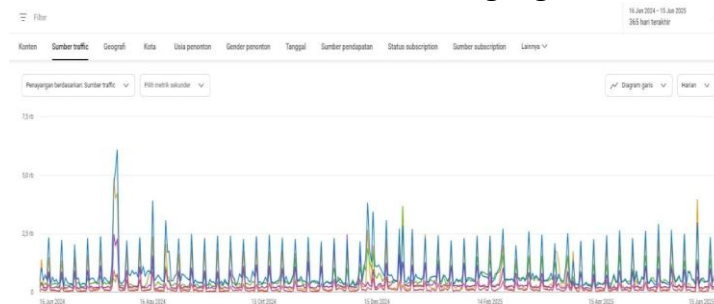 16 Jun 2024 – 15 Jun 2025
Filter
365 hari terakhir
Konten Sumber traffic Geografi Kota Usia penonton Gender penonton Tanggal Sumber pendapatan Status subscription Sumber subscription Lainnya
Penayangan berdasarkan: Sumber traffic Pilih metrik sekunder Diagram garis Harian
7,5 rb
5,0 rb
2,5 rb
0
16 Jun 2024 16 Agu 2024 15 Okt 2024 15 Des 2024 14 Feb 2025 15 Apr 2025 15 Jun 2025